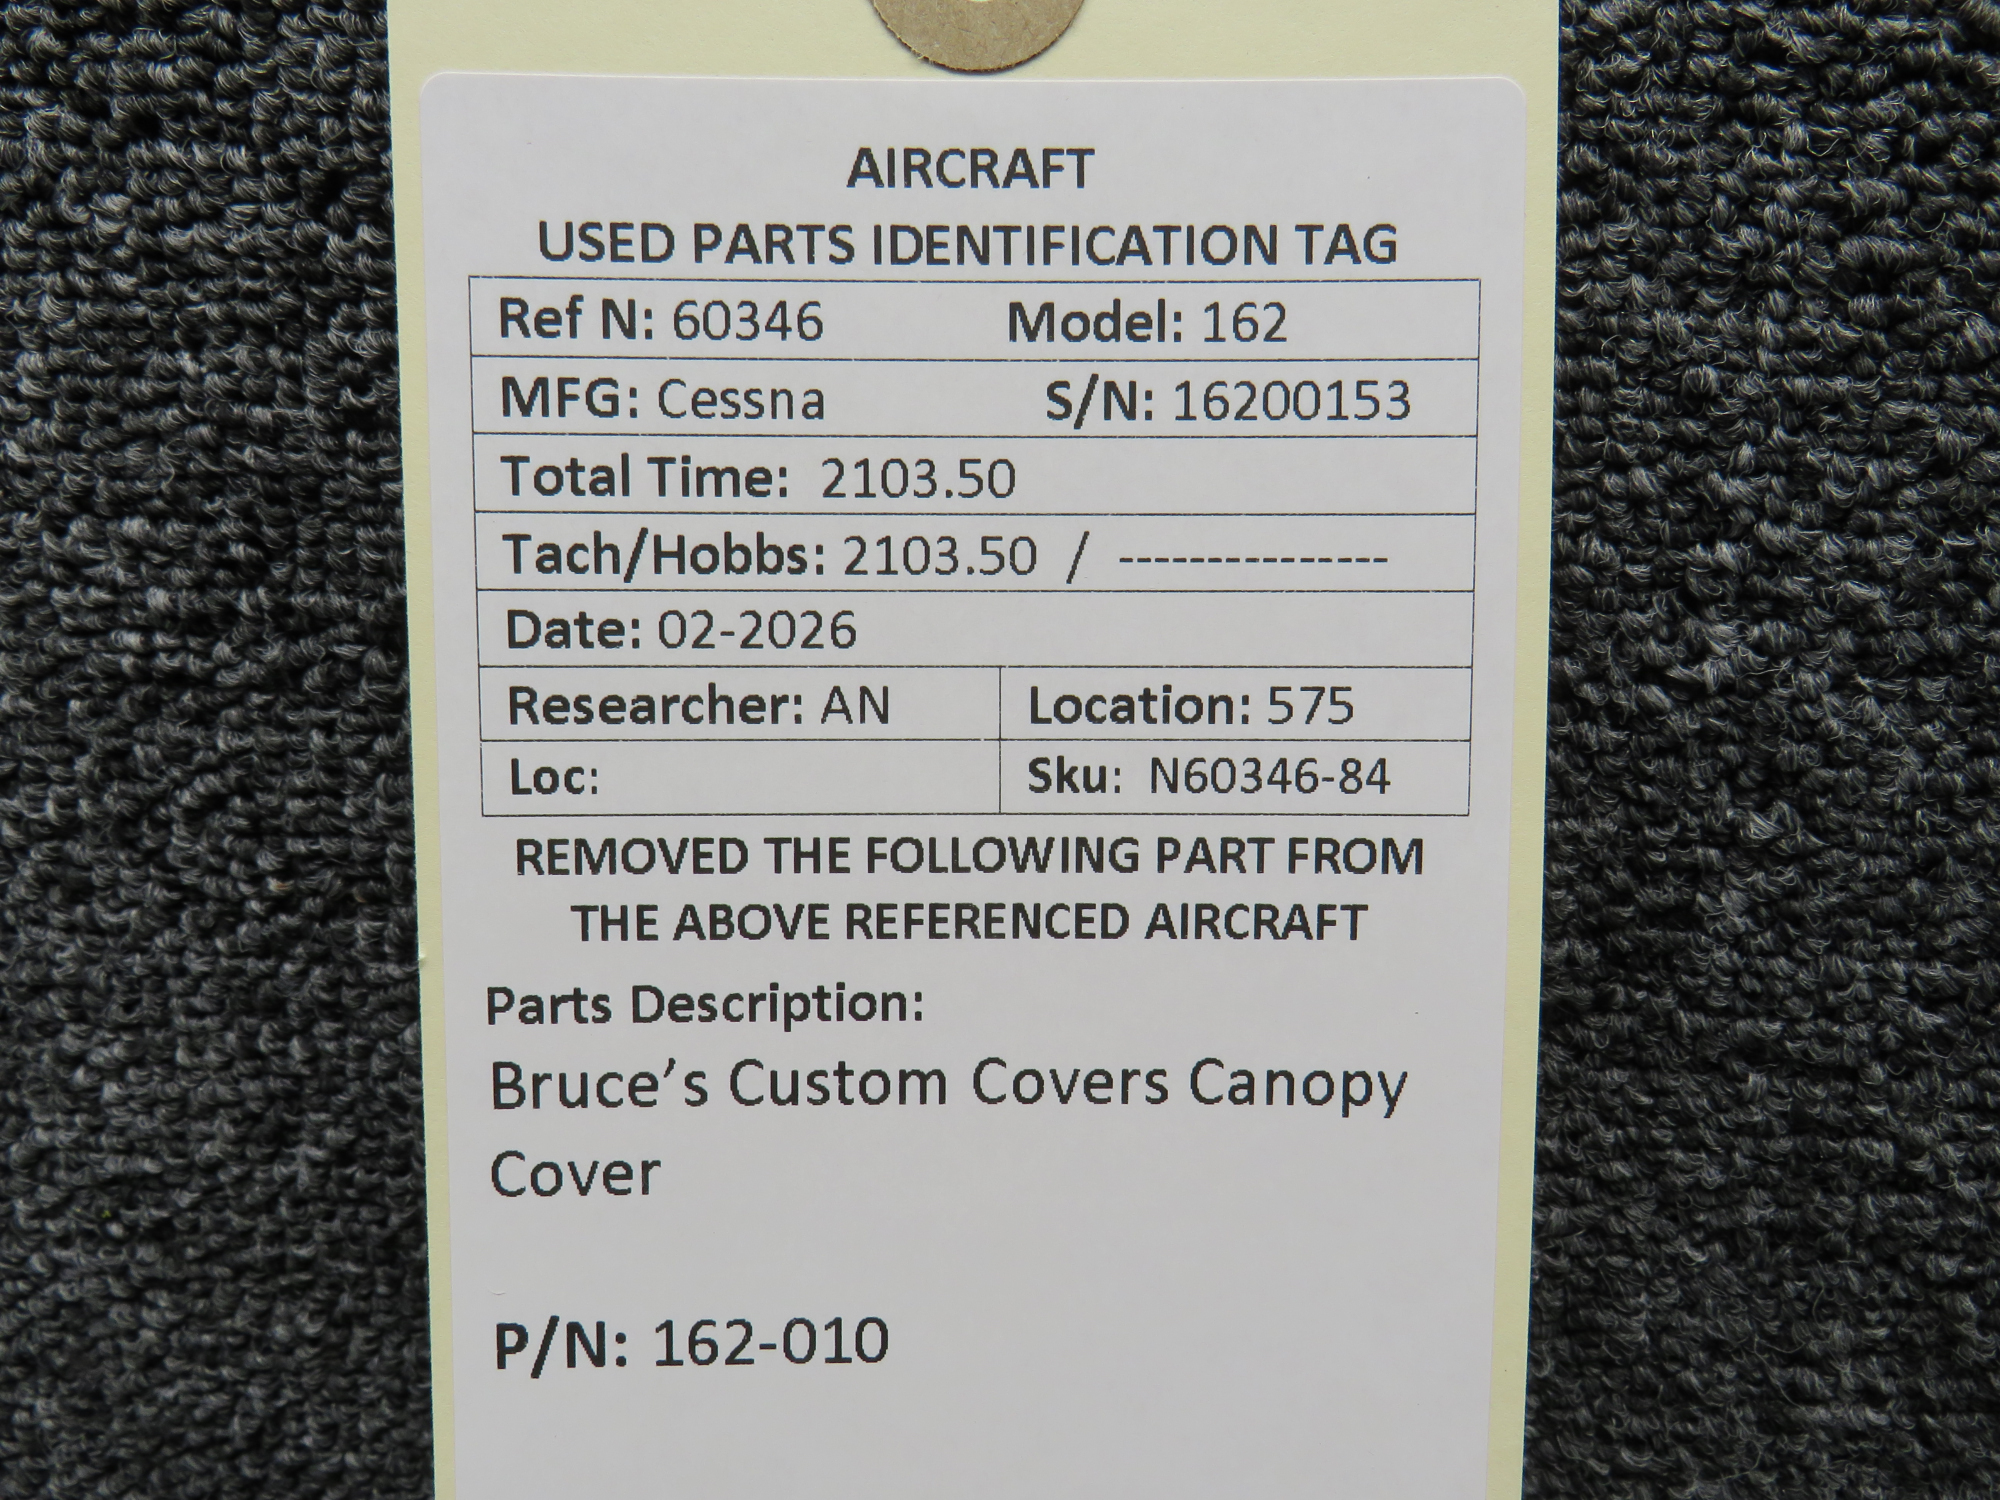 AIRCRAFT
USED PARTS IDENTIFICATION TAG
Ref N: 60346 Model: 162
MFG: Cessna S/N: 16200153
Total Time: 2103.50
Tach/Hobbs: 2103.50 / ---------------
Date: 02-2026
Researcher: AN Location: 575
Loc: Sku: N60346-84
REMOVED THE FOLLOWING PART FROM
THE ABOVE REFERENCED AIRCRAFT
Parts Description:
Bruce’s Custom Covers Canopy
Cover
P/N: 162-010